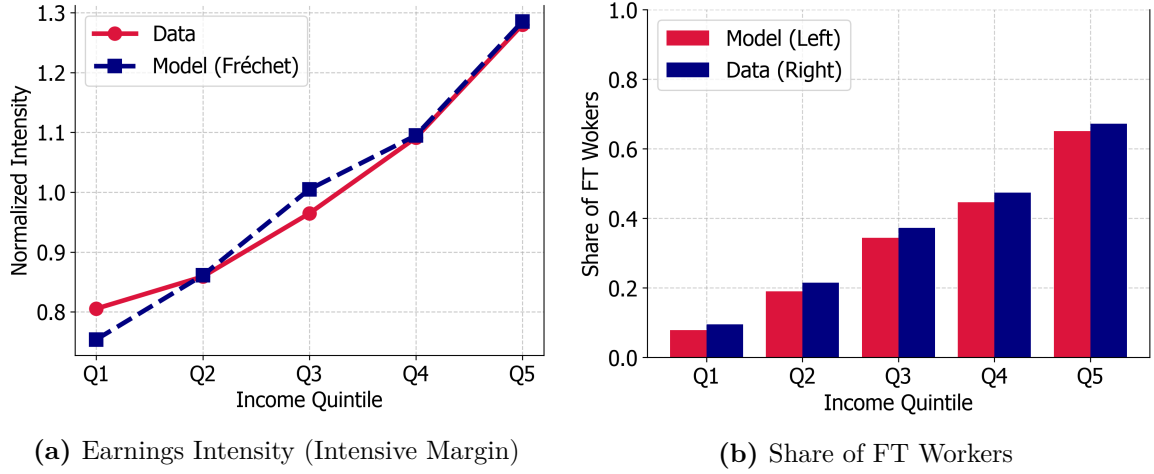 1.3
1.2
1.1
1.0
0.9
0.8
Normalized Intensity
Data
Model (Fréchet)
Q1 Q2 Q3 Q4 Q5
Income Quintile
(a) Earnings Intensity (Intensive Margin)
1.0
0.8
0.6
0.4
0.2
0.0
Share of FT Wokers
Model (Left)
Data (Right)
Q1 Q2 Q3 Q4 Q5
Income Quintile
(b) Share of FT Workers